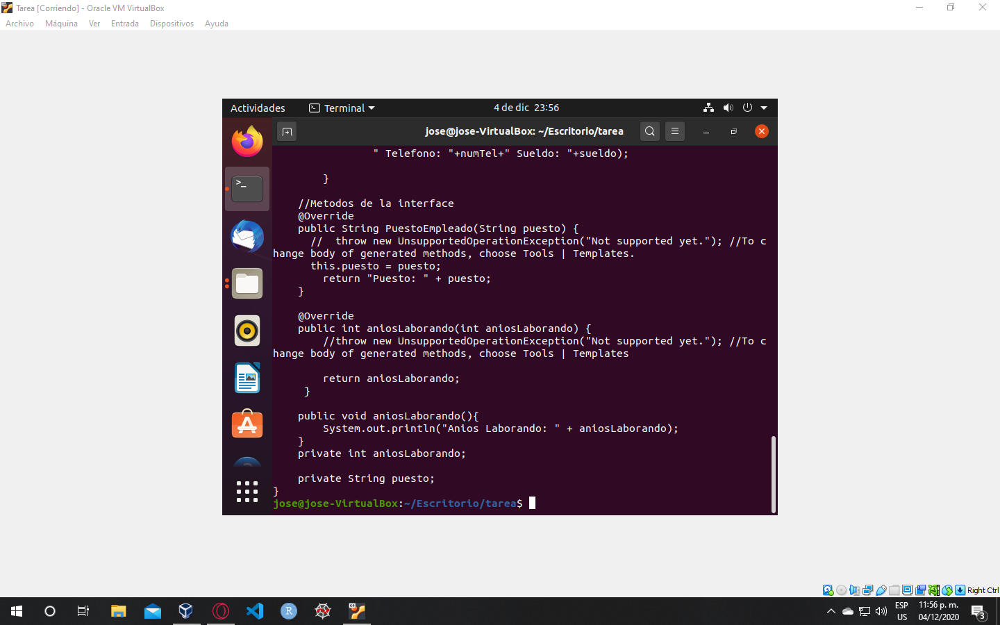 Tarea [Corriendo] - Oracle VM VirtualBox
Archivo Máquina Ver Entrada Dispositivos Ayuda
Actividades Terminal 4 de dic 23:56
jose@jose-VirtualBox: ~/Escritorio/tarea
" Telefono: "+numTel+" Sueldo: "+sueldo);
}
//Metodos de la interface
@Override
public String PuestoEmpleado(String puesto) {
//  throw new UnsupportedOperationException("Not supported yet."); //To c
hange body of generated methods, choose Tools | Templates.
this.puesto = puesto;
return "Puesto: " + puesto;
}
@Override
public int aniosLaborando(int aniosLaborando) {
//throw new UnsupportedOperationException("Not supported yet."); //To c
hange body of generated methods, choose Tools | Templates
return aniosLaborando;
}
public void aniosLaborando(){
System.out.println("Anios Laborando: " + aniosLaborando);
}
private int aniosLaborando;
private String puesto;
}
jose@jose-VirtualBox:~/Escritorio/tarea$
Right Ctrl
ESP 11:56 p. m.
US 04/12/2020
3